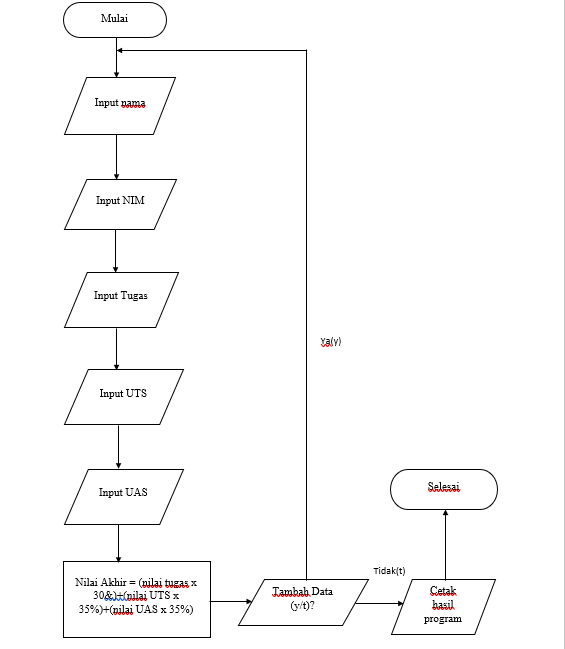 Mulai
Input nama
Input NIM
Input Tugas
Input UTS
Input UAS
Nilai Akhir = (nilai tugas x
30&)+(nilai UTS x
35%)+(nilai UAS x 35%)
Tambah Data
(y/t)?
Ya(y)
Tidak(t)
Cetak
hasil
program
Selesai